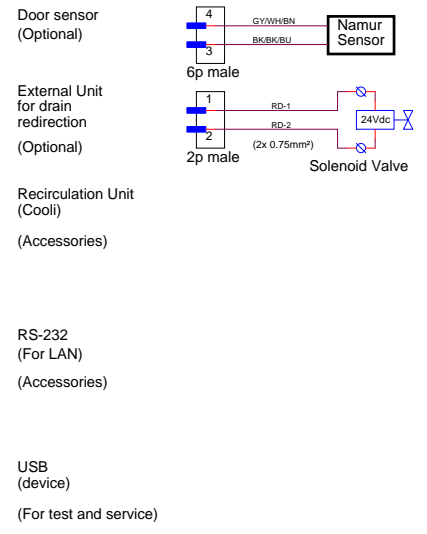 Door sensor
(Optional)
4
3
6p male
GY/WH/BN
BK/BK/BU
Namur
Sensor
External Unit
for drain
redirection
(Optional)
1
2
2p male
RD-1
RD-2
(2x 0.75mm²)
24Vdc
Solenoid Valve
Recirculation Unit
(Cooli)
(Accessories)
RS-232
(For LAN)
(Accessories)
USB
(device)
(For test and service)